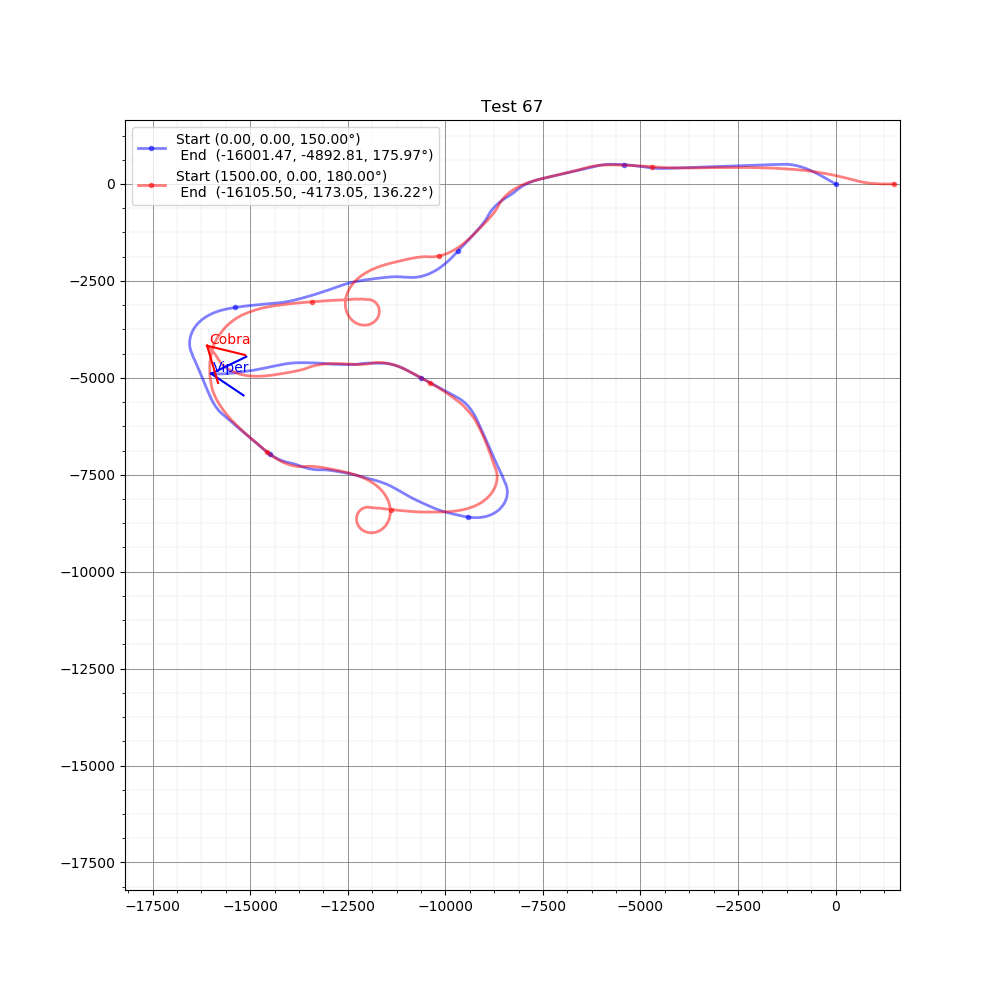 Test 67
Start (0.00, 0.00, 150.00°)
End  (-16001.47, -4892.81, 175.97°)
Start (1500.00, 0.00, 180.00°)
End  (-16105.50, -4173.05, 136.22°)
0
−2500
−5000
−7500
−10000
−12500
−15000
−17500
Cobra
Viper
−17500 −15000 −12500 −10000 −7500 −5000 −2500 0